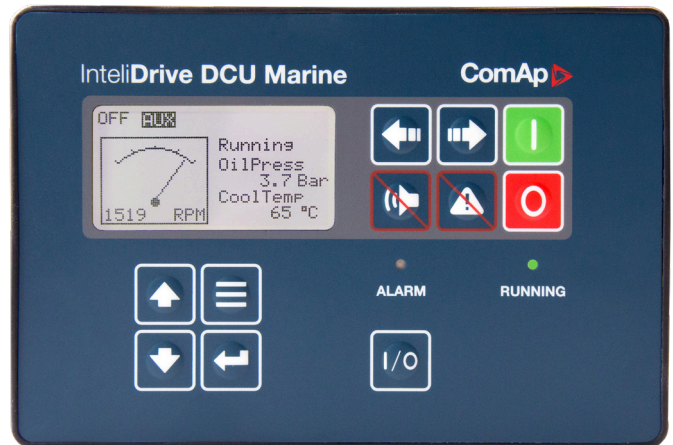 InteliDrive DCU Marine
ComAp
OFF AUX
Running
OilPress
3.7 Bar
CoolTemp
65 °C
1519 RPM
ALARM
RUNNING
I/O